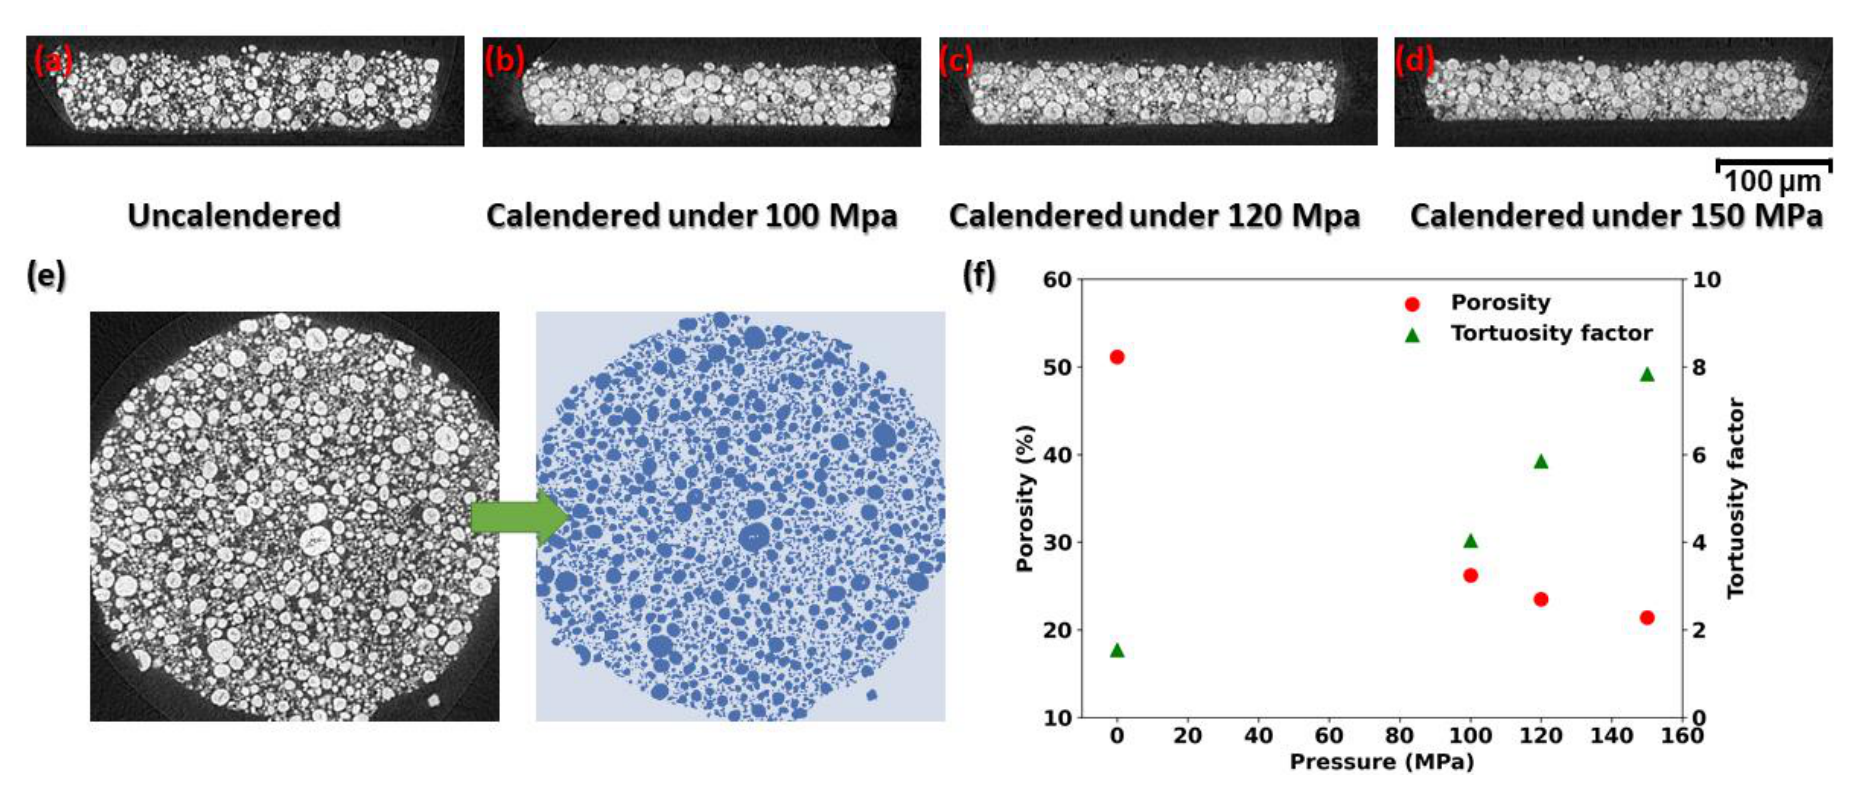 (a) (b) (c) (d)
100 µm
Uncalendered Calendered under 100 Mpa Calendered under 120 Mpa Calendered under 150 MPa
(e) (f)
60 10
Porosity
Tortuosity factor
50 8
40 6
30 4
20 2
10 0
Porosity (%)
Tortuosity factor
0 20 40 60 80 100 120 140 160
Pressure (MPa)